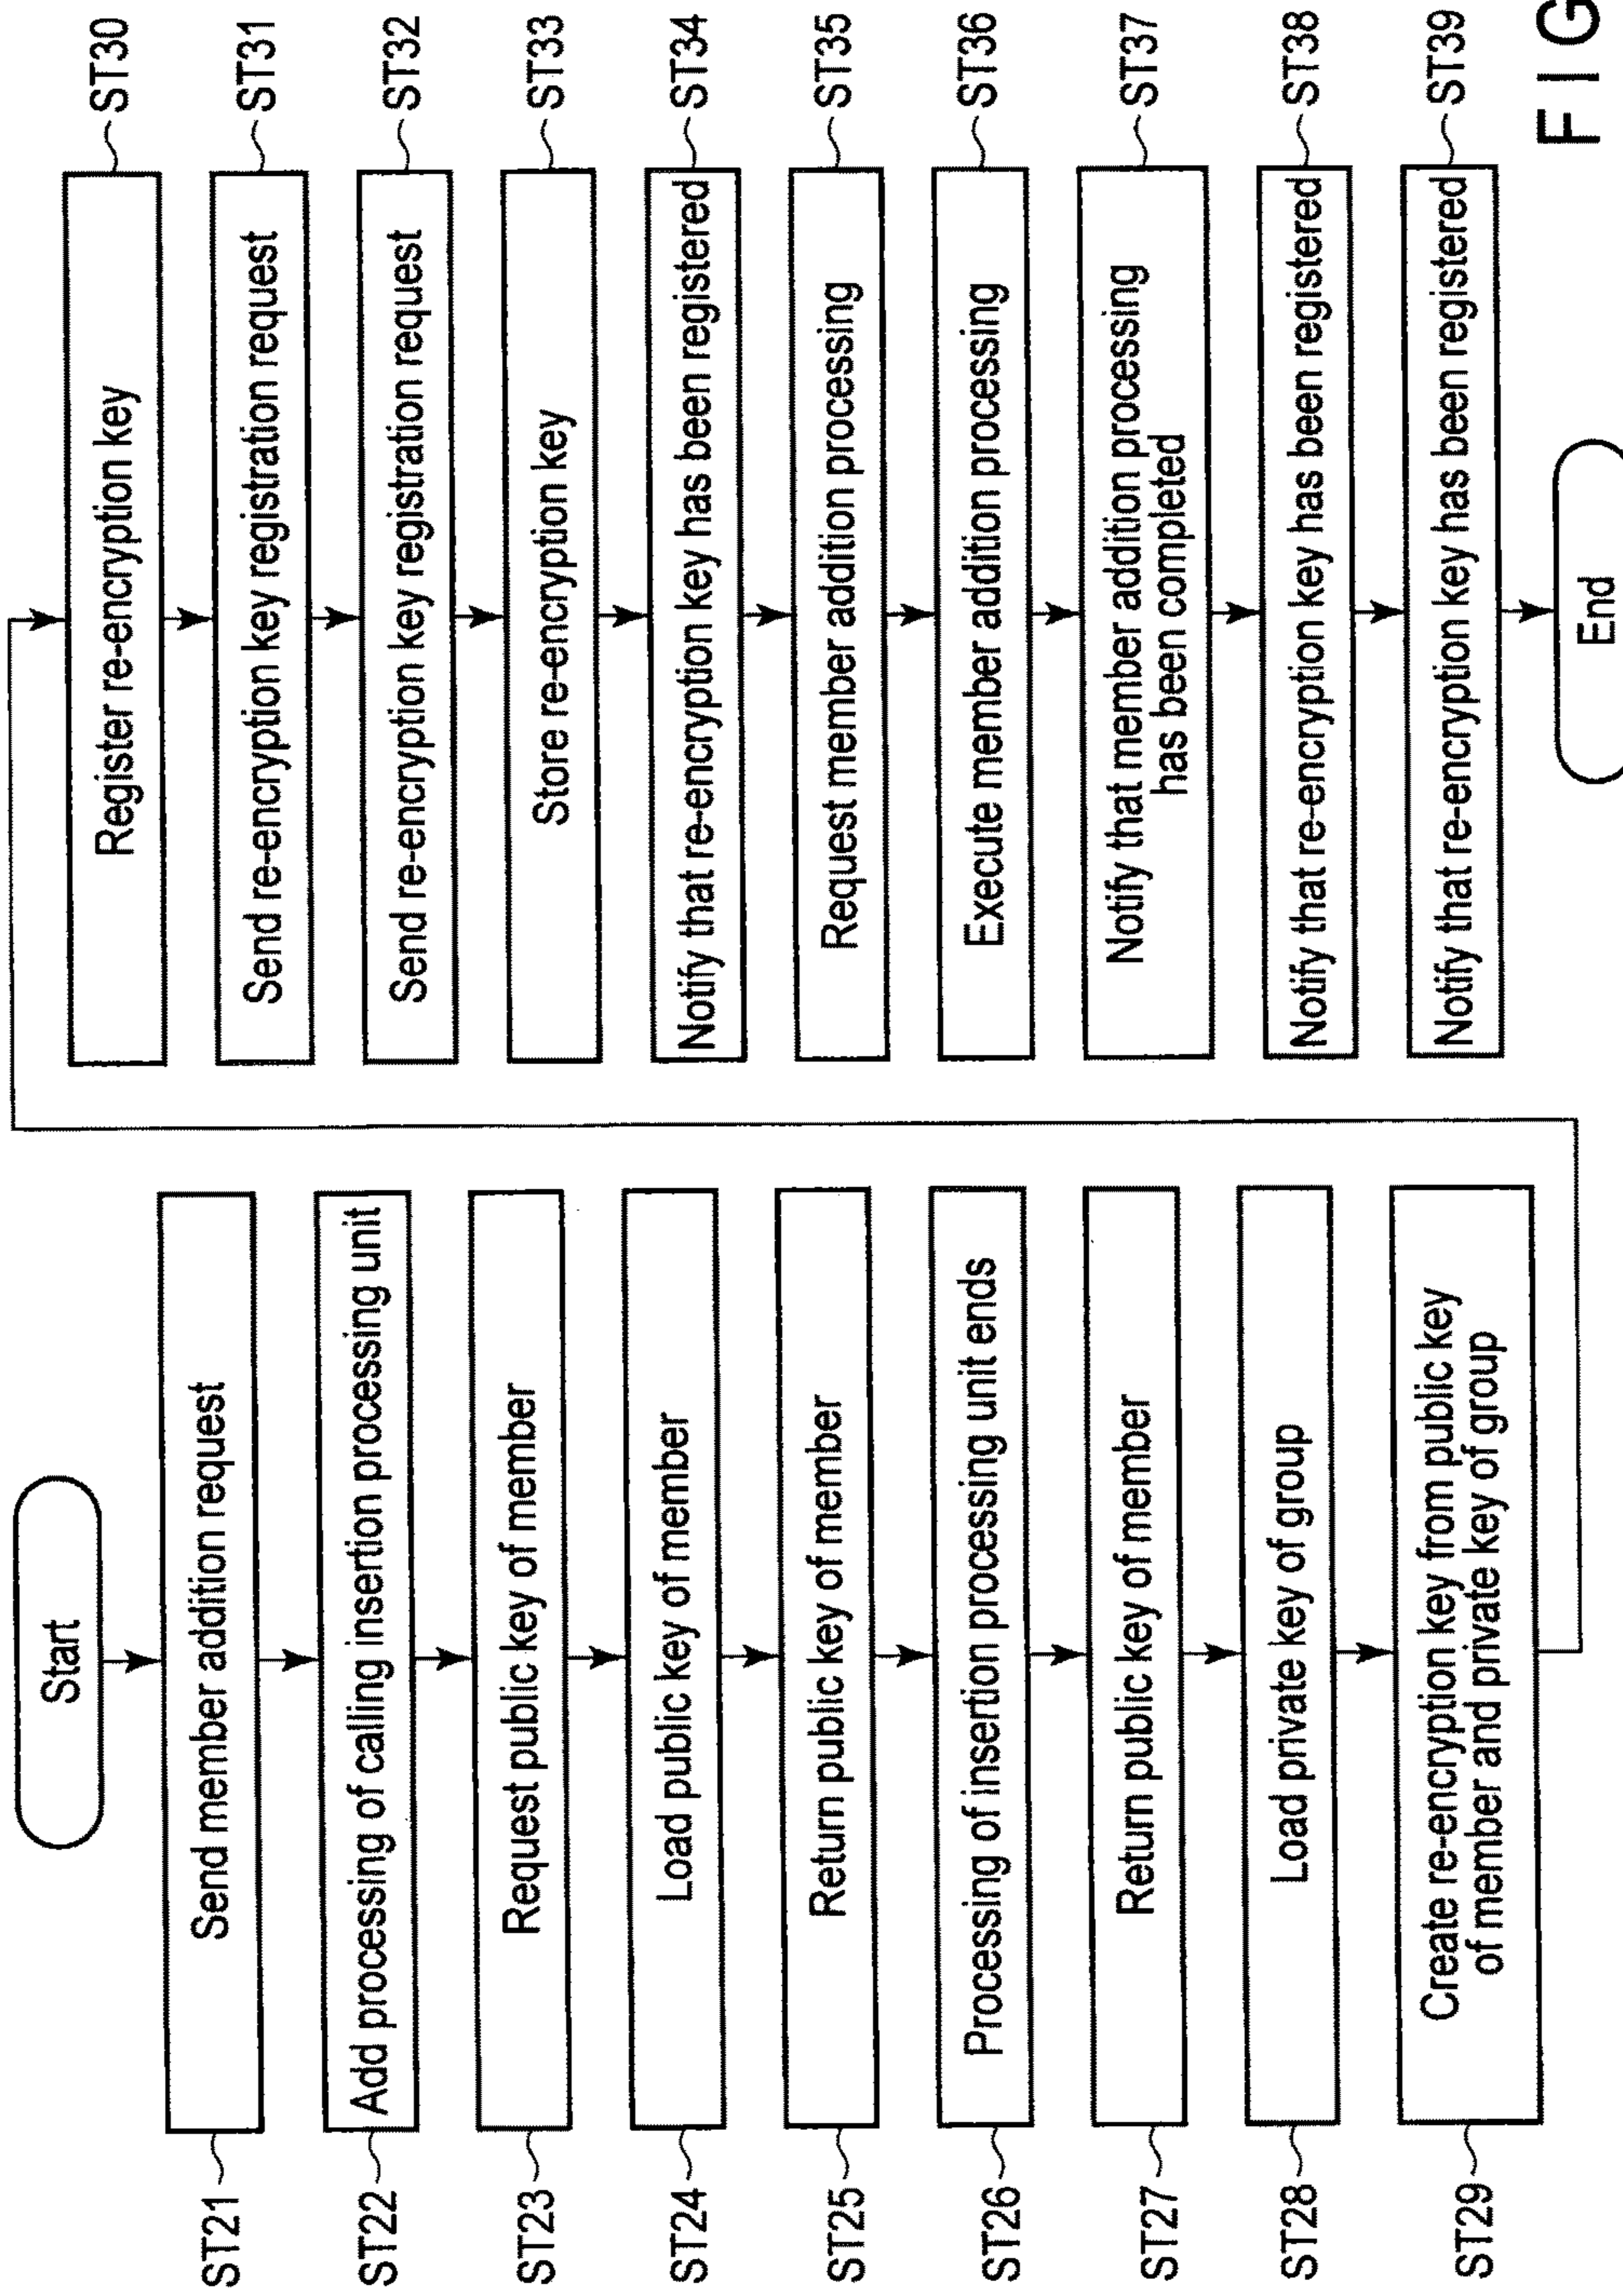 Start
ST21
Send member addition request
ST22
Add processing of calling insertion processing unit
ST23
Request public key of member
ST24
Load public key of member
ST25
Return public key of member
ST26
Processing of insertion processing unit ends
ST27
Return public key of member
ST28
Load private key of group
ST29
Create re-encryption key from public key
of member and private key of group
Register re-encryption key
ST30
Send re-encryption key registration request
ST31
Send re-encryption key registration request
ST32
Store re-encryption key
ST33
Notify that re-encryption key has been registered
ST34
Request member addition processing
ST35
Execute member addition processing
ST36
Notify that member addition processing
has been completed
ST37
Notify that re-encryption key has been registered
ST38
Notify that re-encryption key has been registered
ST39
End
FIG